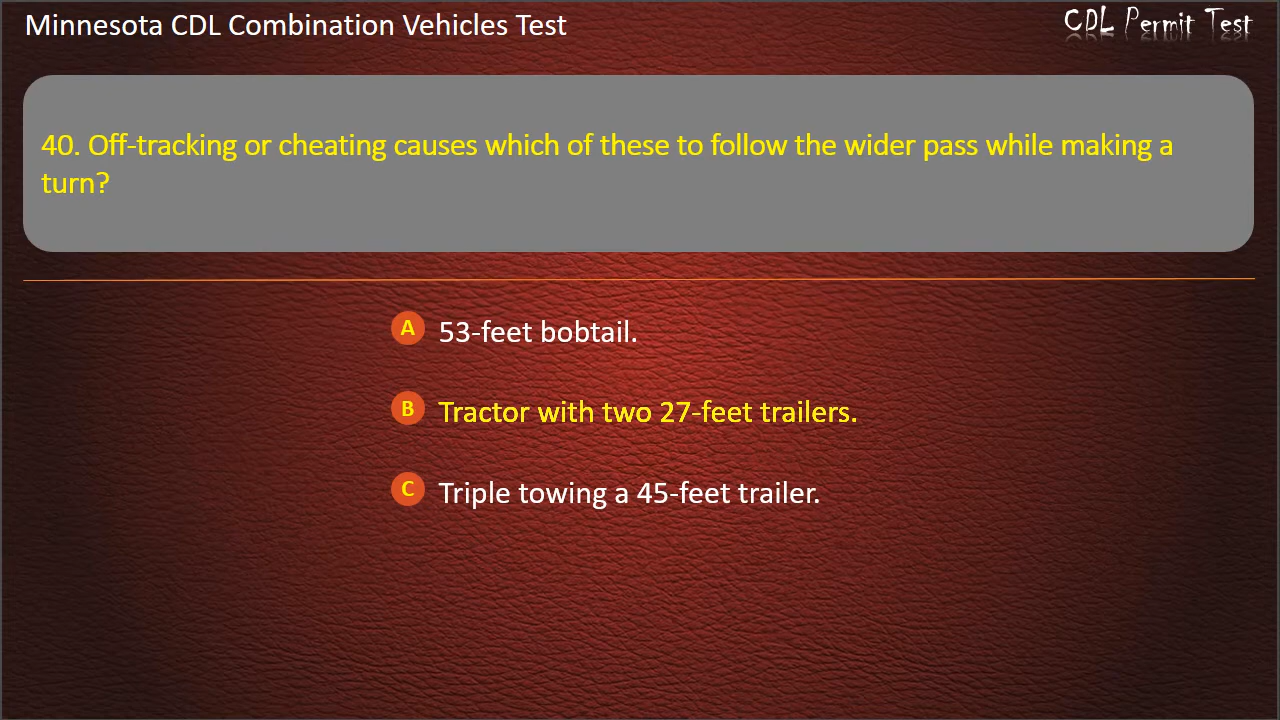 Minnesota CDL Combination Vehicles Test
CDL Permit Test
40. Off-tracking or cheating causes which of these to follow the wider pass while making a
turn?
A 53-feet bobtail.
B Tractor with two 27-feet trailers.
C Triple towing a 45-feet trailer.